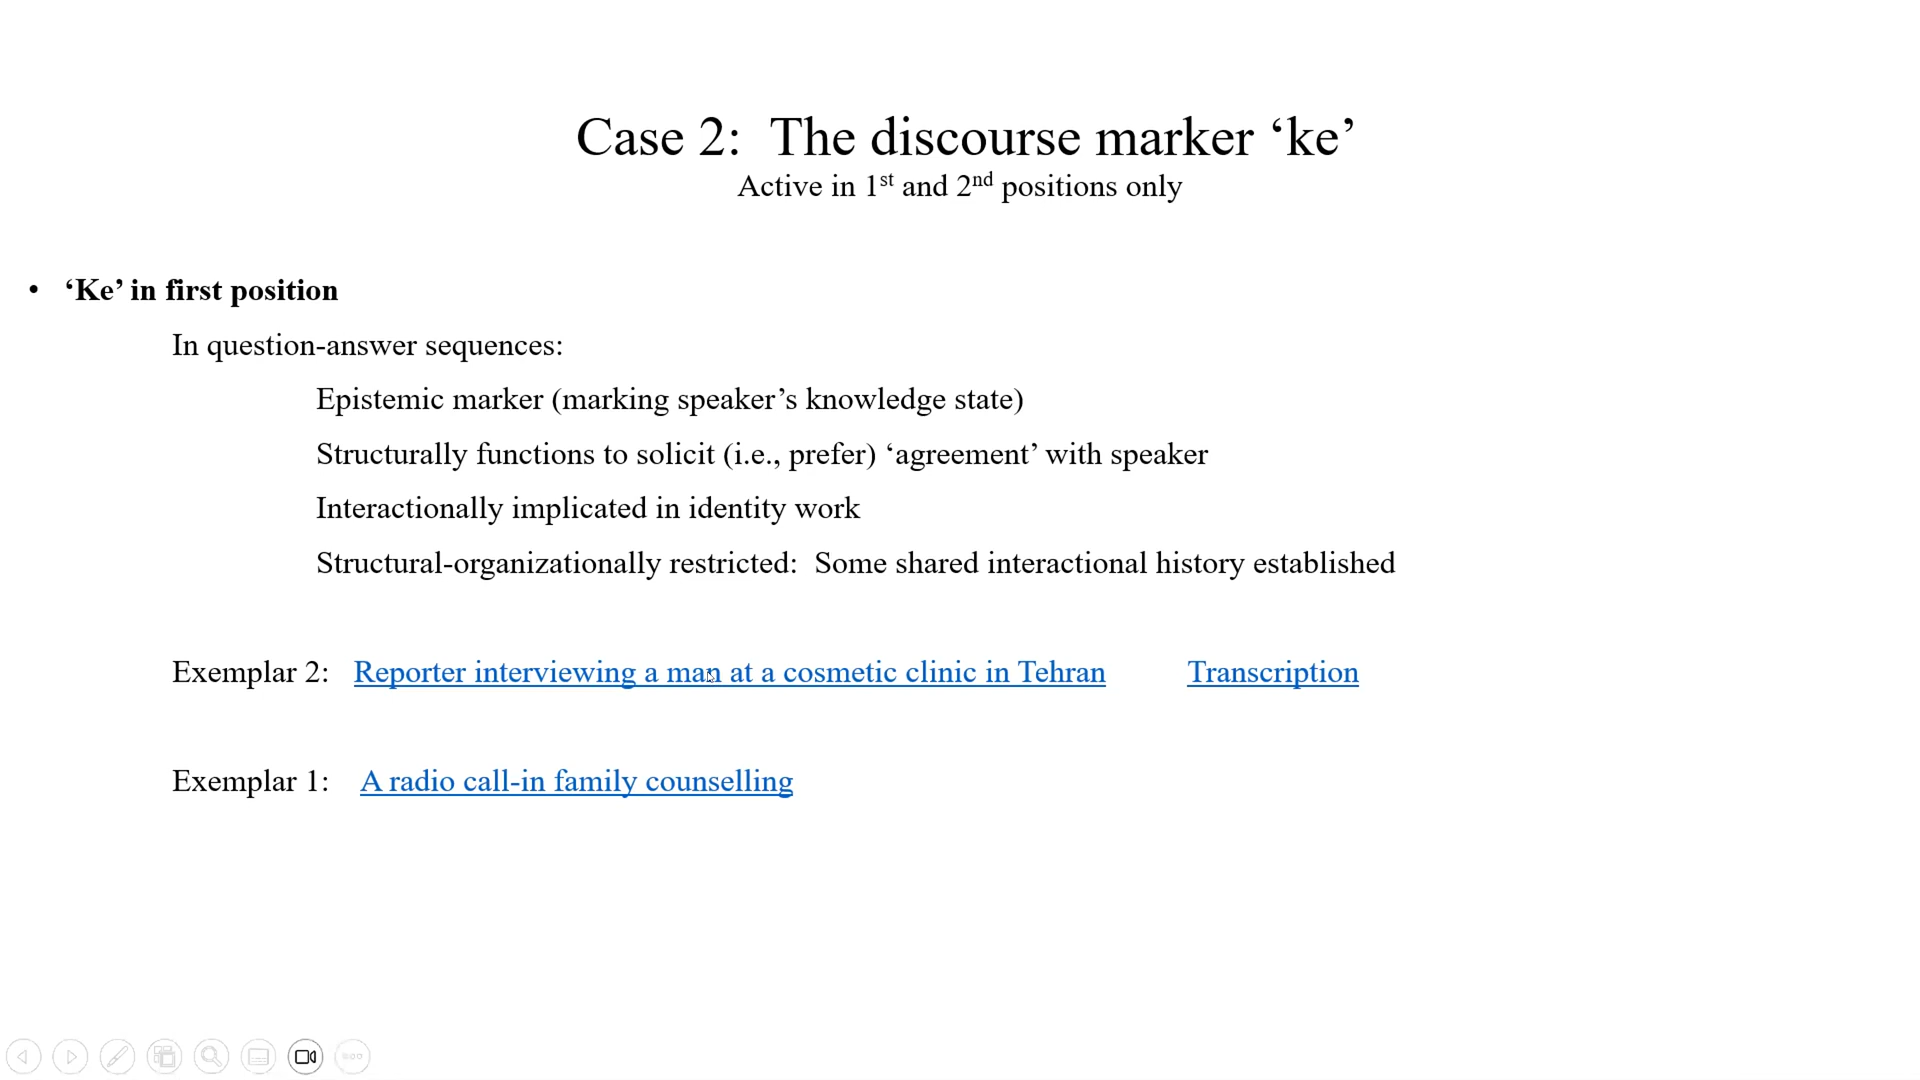 Case 2:  The discourse marker ‘ke’
Active in 1st and 2nd positions only
• ‘Ke’ in first position
In question-answer sequences:
Epistemic marker (marking speaker’s knowledge state)
Structurally functions to solicit (i.e., prefer) ‘agreement’ with speaker
Interactionally implicated in identity work
Structural-organizationally restricted:  Some shared interactional history established
Exemplar 2:   Reporter interviewing a man at a cosmetic clinic in Tehran   Transcription
Exemplar 1:    A radio call-in family counselling